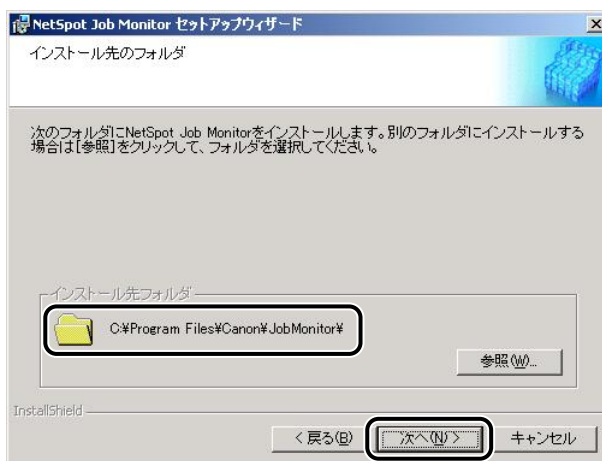 NetSpot Job Monitor セットアップウィザード
インストール先のフォルダ
次のフォルダにNetSpot Job Monitorをインストールします。別のフォルダにインストールする
場合は[参照]をクリックして、フォルダを選択してください。
インストール先フォルダ
C:¥Program Files¥Canon¥JobMonitor¥
参照(W)...
InstallShield
< 戻る(B)
次へ(N) >
キャンセル